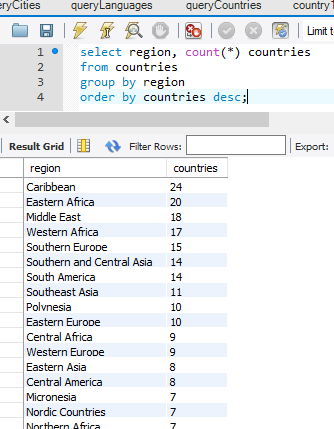 ryCities
queryLanguages
queryCountries
country1
Limit to
1 select region, count(*) countries
2 from countries
3 group by region
4 order by countries desc;
Result Grid Filter Rows: Export:
region countries
Caribbean 24
Eastern Africa 20
Middle East 18
Western Africa 17
Southern Europe 15
Southern and Central Asia 14
South America 14
Southeast Asia 11
Polynesia 10
Eastern Europe 10
Central Africa 9
Western Europe 9
Eastern Asia 8
Central America 8
Micronesia 7
Nordic Countries 7
Northern Africa 7